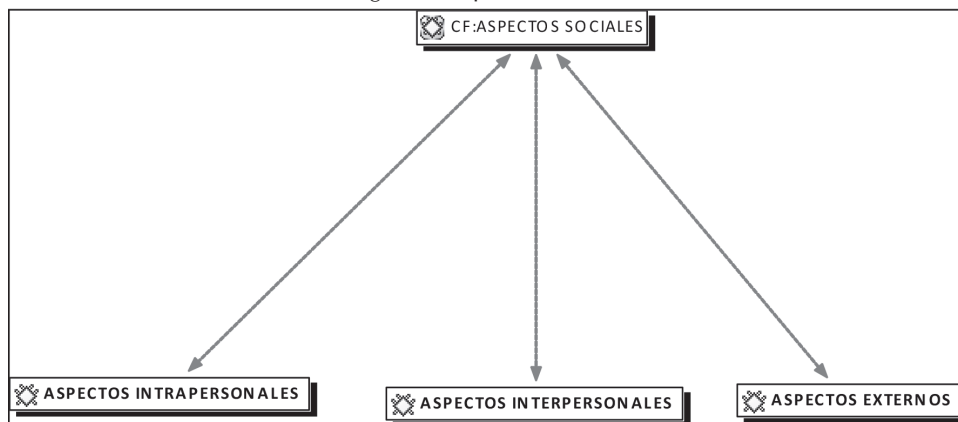 CF:ASPECTOS SOCIALES
ASPECTOS INTRAPERSONALES
ASPECTOS INTERPERSONALES
ASPECTOS EXTERNOS